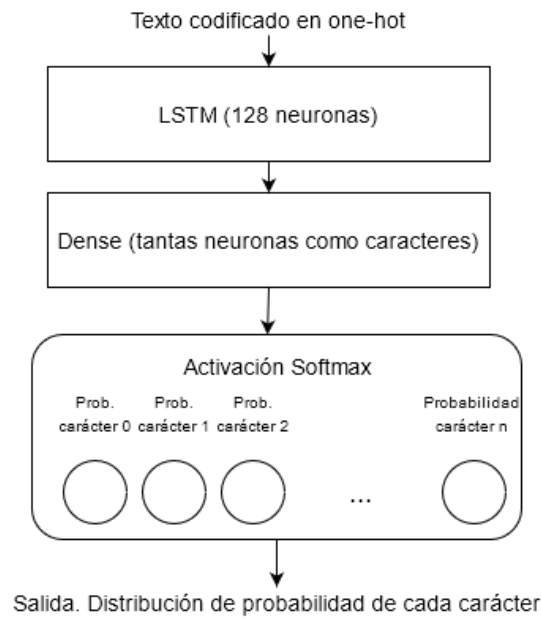 Texto codificado en one-hot
LSTM (128 neuronas)
Dense (tantas neuronas como caracteres)
Activación Softmax
Prob. Prob. Prob. Probabilidad
carácter 0 carácter 1 carácter 2 carácter n
...
Salida. Distribución de probabilidad de cada carácter